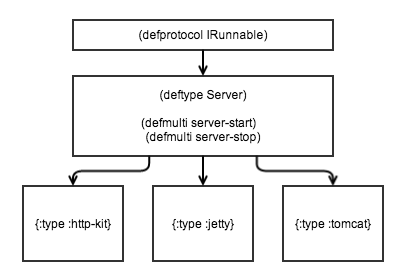 (defprotocol IRunnable)
(deftype Server)
(defmulti server-start)
(defmulti server-stop)
{:type :http-kit}
{:type :jetty}
{:type :tomcat}